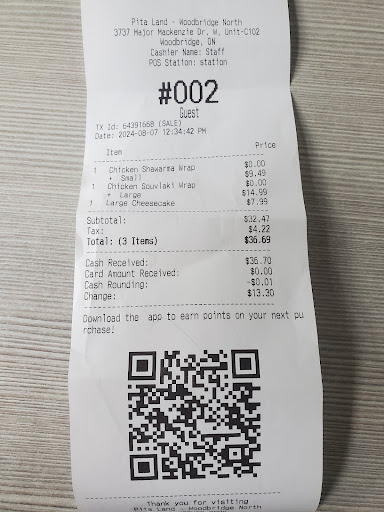 Pita Land - Woodbridge North
3737 Major Mackenzie Dr. W, Unit-C102
Woodbridge, ON
Cashier Name: Staff
POS Station: station
#002
Guest
TX Id: 64391668 (SALE)
Date: 2024-08-07 12:34:42 PM
Item Price
1 Chicken Shawarma Wrap $0.00
+ Small $9.49
1 Chicken Souvlaki Wrap $0.00
+ Large $14.99
1 Large Cheesecake $7.99
Subtotal: $32.47
Tax: $4.22
Total: (3 Items) $36.69
Cash Received: $36.70
Card Amount Received: $0.00
Cash Rounding: -$0.01
Change: $13.30
Download the app to earn points on your next pu
rchase!
Thank you for visiting
Pita Land - Woodbridge North